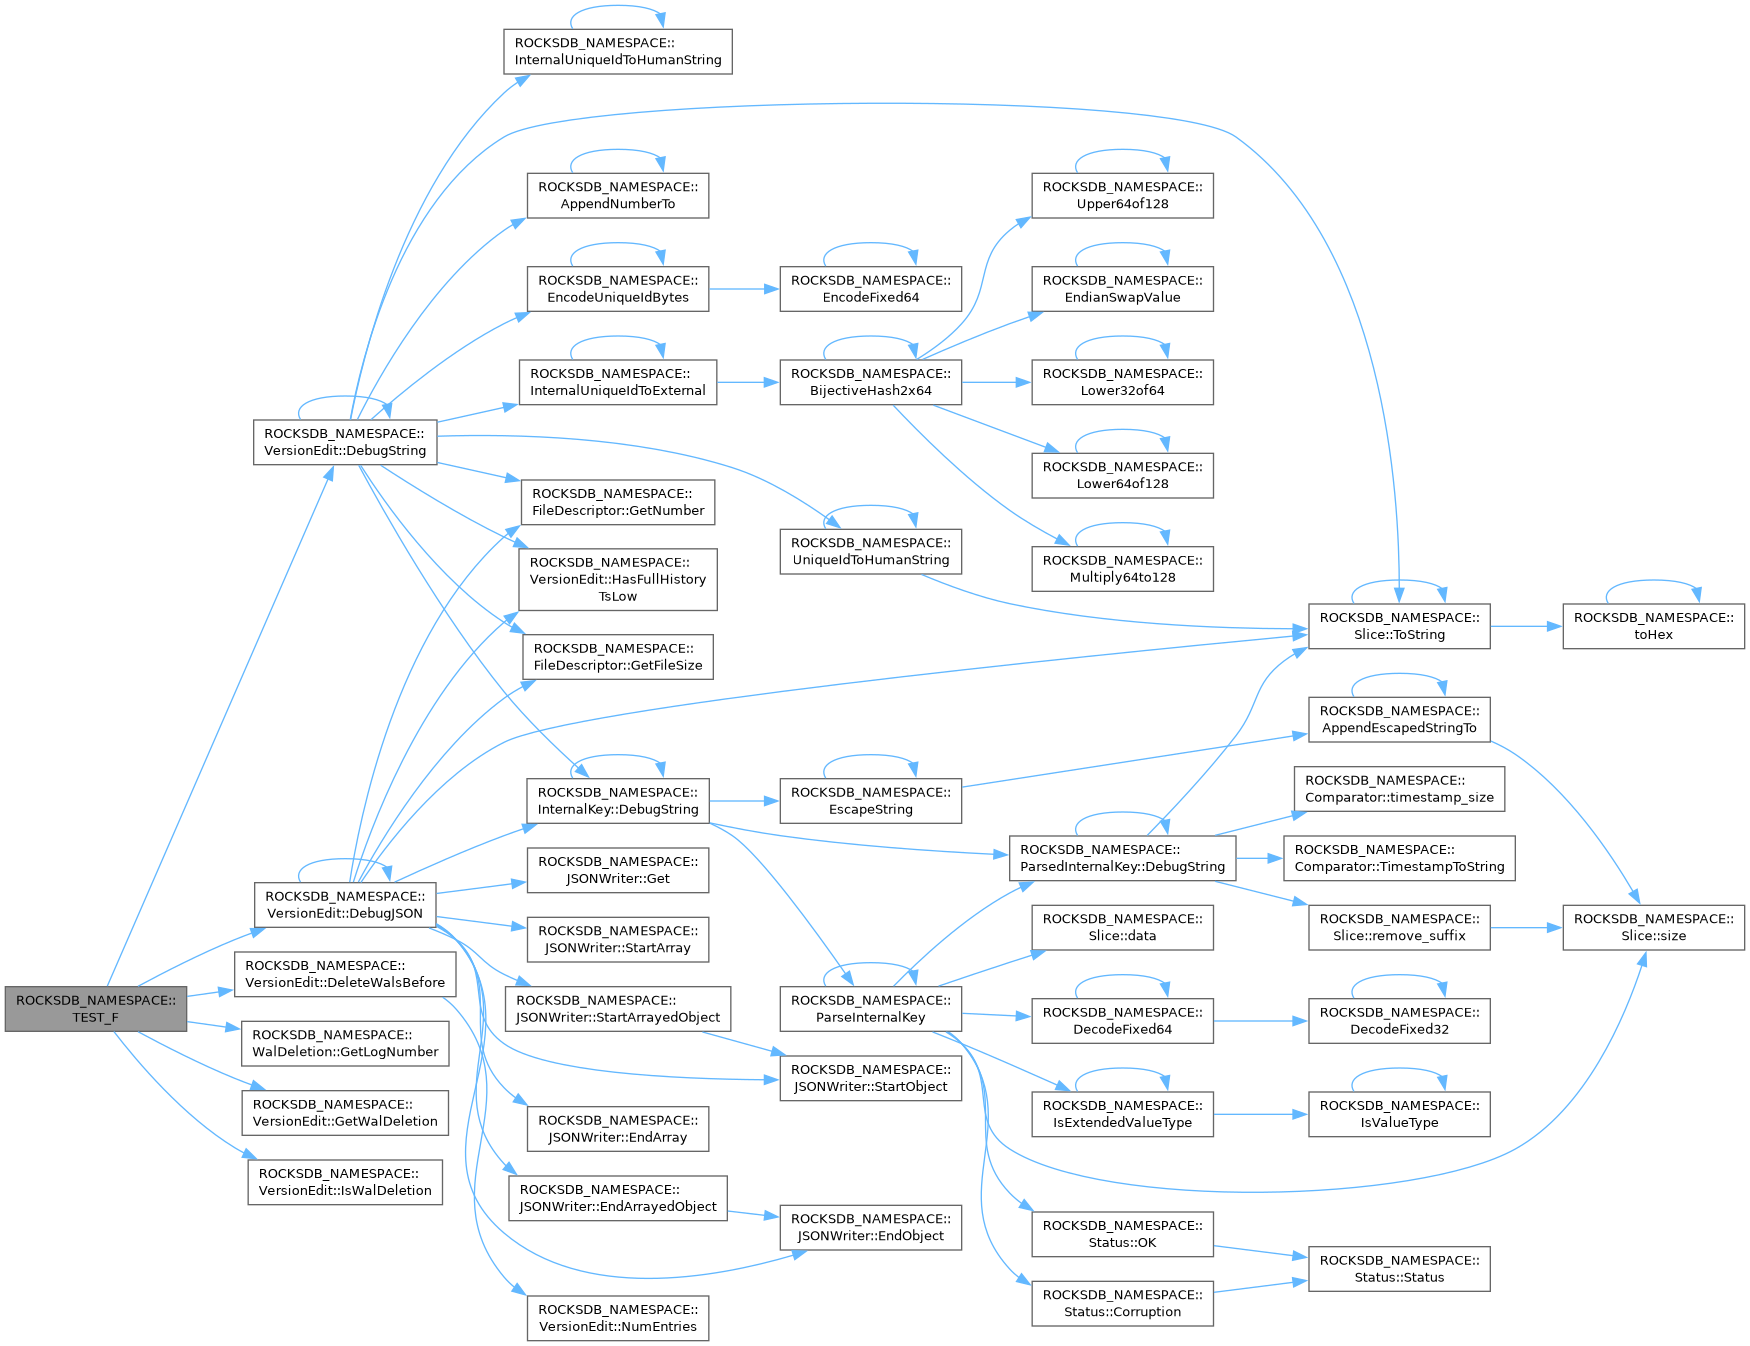 ROCKSDB_NAMESPACE::
InternalUniqueIdToHumanString
ROCKSDB_NAMESPACE::
AppendNumberTo
ROCKSDB_NAMESPACE::
Upper64of128
ROCKSDB_NAMESPACE::
EncodeUniqueIdBytes
ROCKSDB_NAMESPACE::
EncodeFixed64
ROCKSDB_NAMESPACE::
EndianSwapValue
ROCKSDB_NAMESPACE::
InternalUniqueIdToExternal
ROCKSDB_NAMESPACE::
BijectiveHash2x64
ROCKSDB_NAMESPACE::
Lower32of64
ROCKSDB_NAMESPACE::
VersionEdit::DebugString
ROCKSDB_NAMESPACE::
Lower64of128
ROCKSDB_NAMESPACE::
FileDescriptor::GetNumber
ROCKSDB_NAMESPACE::
UniqueIdToHumanString
ROCKSDB_NAMESPACE::
VersionEdit::HasFullHistory
TsLow
ROCKSDB_NAMESPACE::
Multiply64to128
ROCKSDB_NAMESPACE::
Slice::ToString
ROCKSDB_NAMESPACE::
toHex
ROCKSDB_NAMESPACE::
FileDescriptor::GetFileSize
ROCKSDB_NAMESPACE::
AppendEscapedStringTo
ROCKSDB_NAMESPACE::
InternalKey::DebugString
ROCKSDB_NAMESPACE::
EscapeString
ROCKSDB_NAMESPACE::
Comparator::timestamp_size
ROCKSDB_NAMESPACE::
JSONWriter::Get
ROCKSDB_NAMESPACE::
ParsedInternalKey::DebugString
ROCKSDB_NAMESPACE::
Comparator::TimestampToString
ROCKSDB_NAMESPACE::
VersionEdit::DebugJSON
ROCKSDB_NAMESPACE::
JSONWriter::StartArray
ROCKSDB_NAMESPACE::
Slice::data
ROCKSDB_NAMESPACE::
Slice::remove_suffix
ROCKSDB_NAMESPACE::
Slice::size
ROCKSDB_NAMESPACE::
VersionEdit::DeleteWalsBefore
ROCKSDB_NAMESPACE::
TEST_F
ROCKSDB_NAMESPACE::
JSONWriter::StartArrayedObject
ROCKSDB_NAMESPACE::
ParseInternalKey
ROCKSDB_NAMESPACE::
DecodeFixed64
ROCKSDB_NAMESPACE::
DecodeFixed32
ROCKSDB_NAMESPACE::
WalDeletion::GetLogNumber
ROCKSDB_NAMESPACE::
JSONWriter::StartObject
ROCKSDB_NAMESPACE::
VersionEdit::GetWalDeletion
ROCKSDB_NAMESPACE::
JSONWriter::EndArray
ROCKSDB_NAMESPACE::
IsExtendedValueType
ROCKSDB_NAMESPACE::
IsValueType
ROCKSDB_NAMESPACE::
VersionEdit::IsWalDeletion
ROCKSDB_NAMESPACE::
JSONWriter::EndArrayedObject
ROCKSDB_NAMESPACE::
JSONWriter::EndObject
ROCKSDB_NAMESPACE::
Status::OK
ROCKSDB_NAMESPACE::
Status::Status
ROCKSDB_NAMESPACE::
Status::Corruption
ROCKSDB_NAMESPACE::
VersionEdit::NumEntries